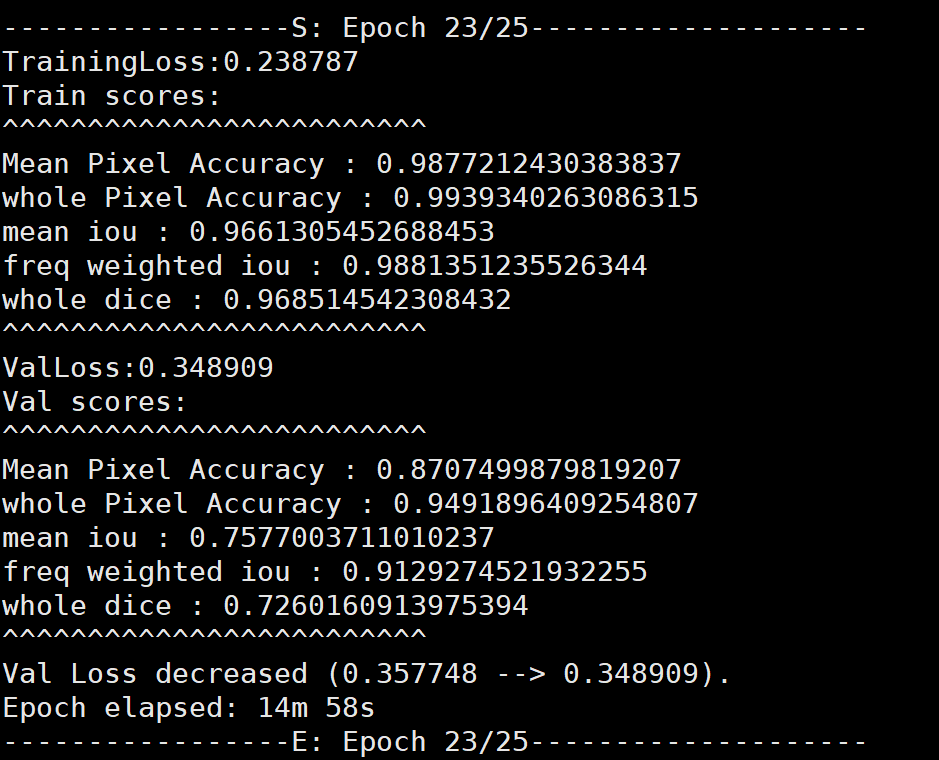 -----------------S: Epoch 23/25--------------------
TrainingLoss:0.238787
Train scores:
^^^^^^^^^^^^^^^^^^^^^^^^^
Mean Pixel Accuracy : 0.9877212430383837
whole Pixel Accuracy : 0.9939340263086315
mean iou : 0.9661305452688453
freq weighted iou : 0.9881351235526344
whole dice : 0.968514542308432
^^^^^^^^^^^^^^^^^^^^^^^^^
ValLoss:0.348909
Val scores:
^^^^^^^^^^^^^^^^^^^^^^^^^
Mean Pixel Accuracy : 0.8707499879819207
whole Pixel Accuracy : 0.9491896409254807
mean iou : 0.7577003711010237
freq weighted iou : 0.9129274521932255
whole dice : 0.7260160913975394
^^^^^^^^^^^^^^^^^^^^^^^^^
Val Loss decreased (0.357748 --> 0.348909).
Epoch elapsed: 14m 58s
-----------------E: Epoch 23/25--------------------